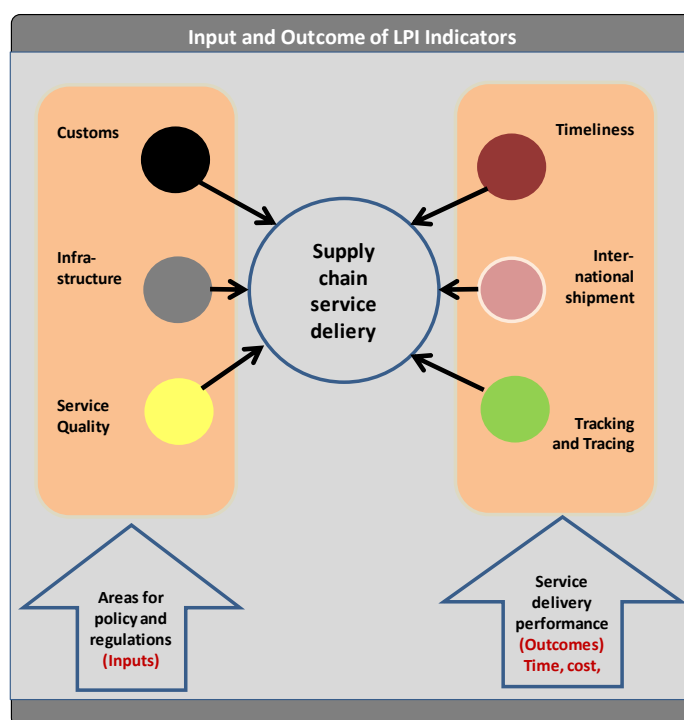 Input and Outcome of LPI Indicators
Customs
Infra-
structure
Service
Quality
Supply
chain
service
deliery
Timeliness
Inter-
national
shipment
Tracking
and Tracing
Areas for
policy and
regulations
(Inputs)
Service
delivery
performance
(Outcomes)
Time, cost,